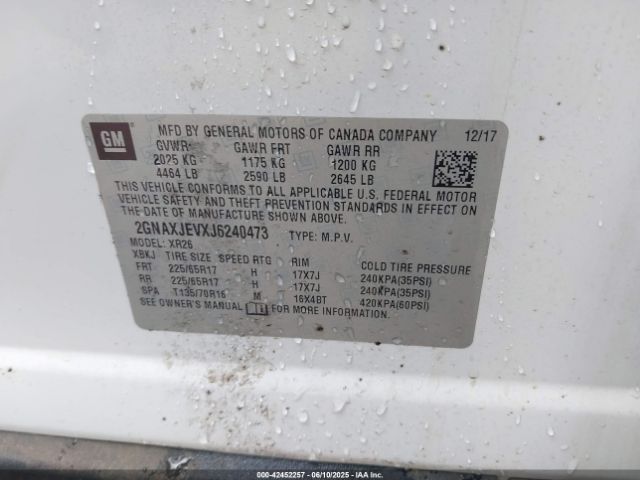 GM
MFD BY GENERAL MOTORS OF CANADA COMPANY 12/17
GVWR GAWR FRT GAWR RR
2025 KG 1175 KG 1200 KG
4464 LB 2590 LB 2645 LB
THIS VEHICLE CONFORMS TO ALL APPLICABLE U.S. FEDERAL MOTOR
VEHICLE SAFETY, BUMPER, AND THEFT PREVENTION STANDARDS IN EFFECT ON
THE DATE OF MANUFACTURE SHOWN ABOVE.
2GNAXJEVXJ6240473 TYPE: M.P.V.
MODEL: XR26
XBKJ TIRE SIZE SPEED RTG RIM COLD TIRE PRESSURE
FRT 225/65R17 H 17X7J 240KPA(35PSI)
RR 225/65R17 H 17X7J 240KPA(35PSI)
SPA T135/70R16 M 16X4BT 420KPA(60PSI)
SEE OWNER'S MANUAL FOR MORE INFORMATION.
© -42452257 - 06/10/2025 - IAAI.COM